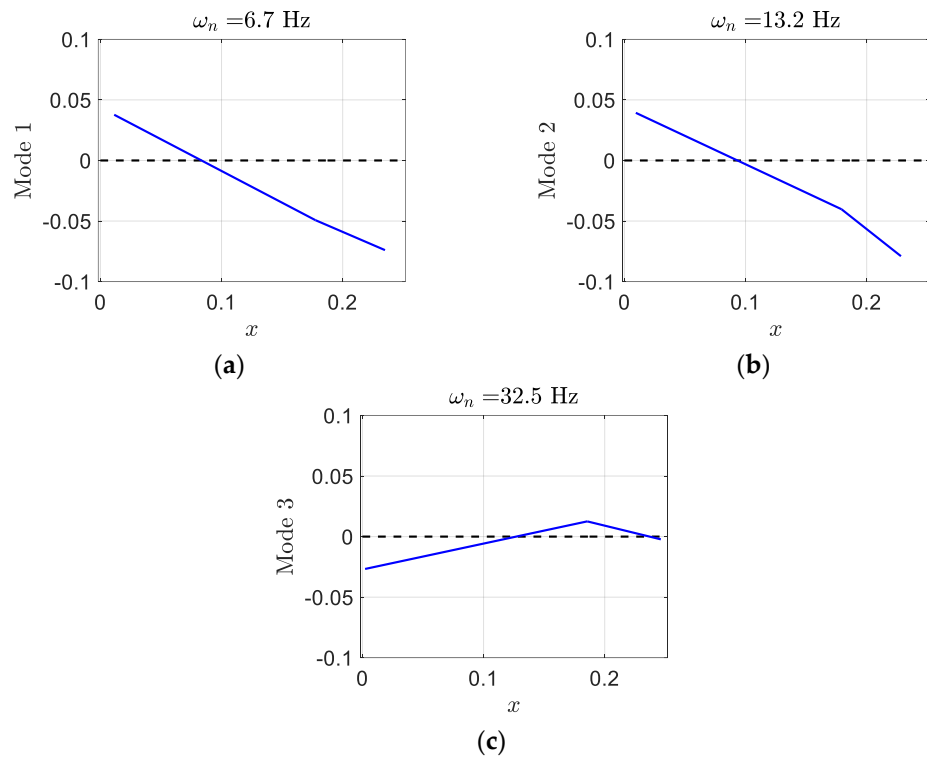 ωₙ =6.7 Hz
0.1
0.05
0
-0.05
-0.1
Mode 1
0 0.1 0.2
x
(a)
ωₙ =13.2 Hz
0.1
0.05
0
-0.05
-0.1
Mode 2
0 0.1 0.2
x
(b)
ωₙ =32.5 Hz
0.1
0.05
0
-0.05
-0.1
Mode 3
0 0.1 0.2
x
(c)